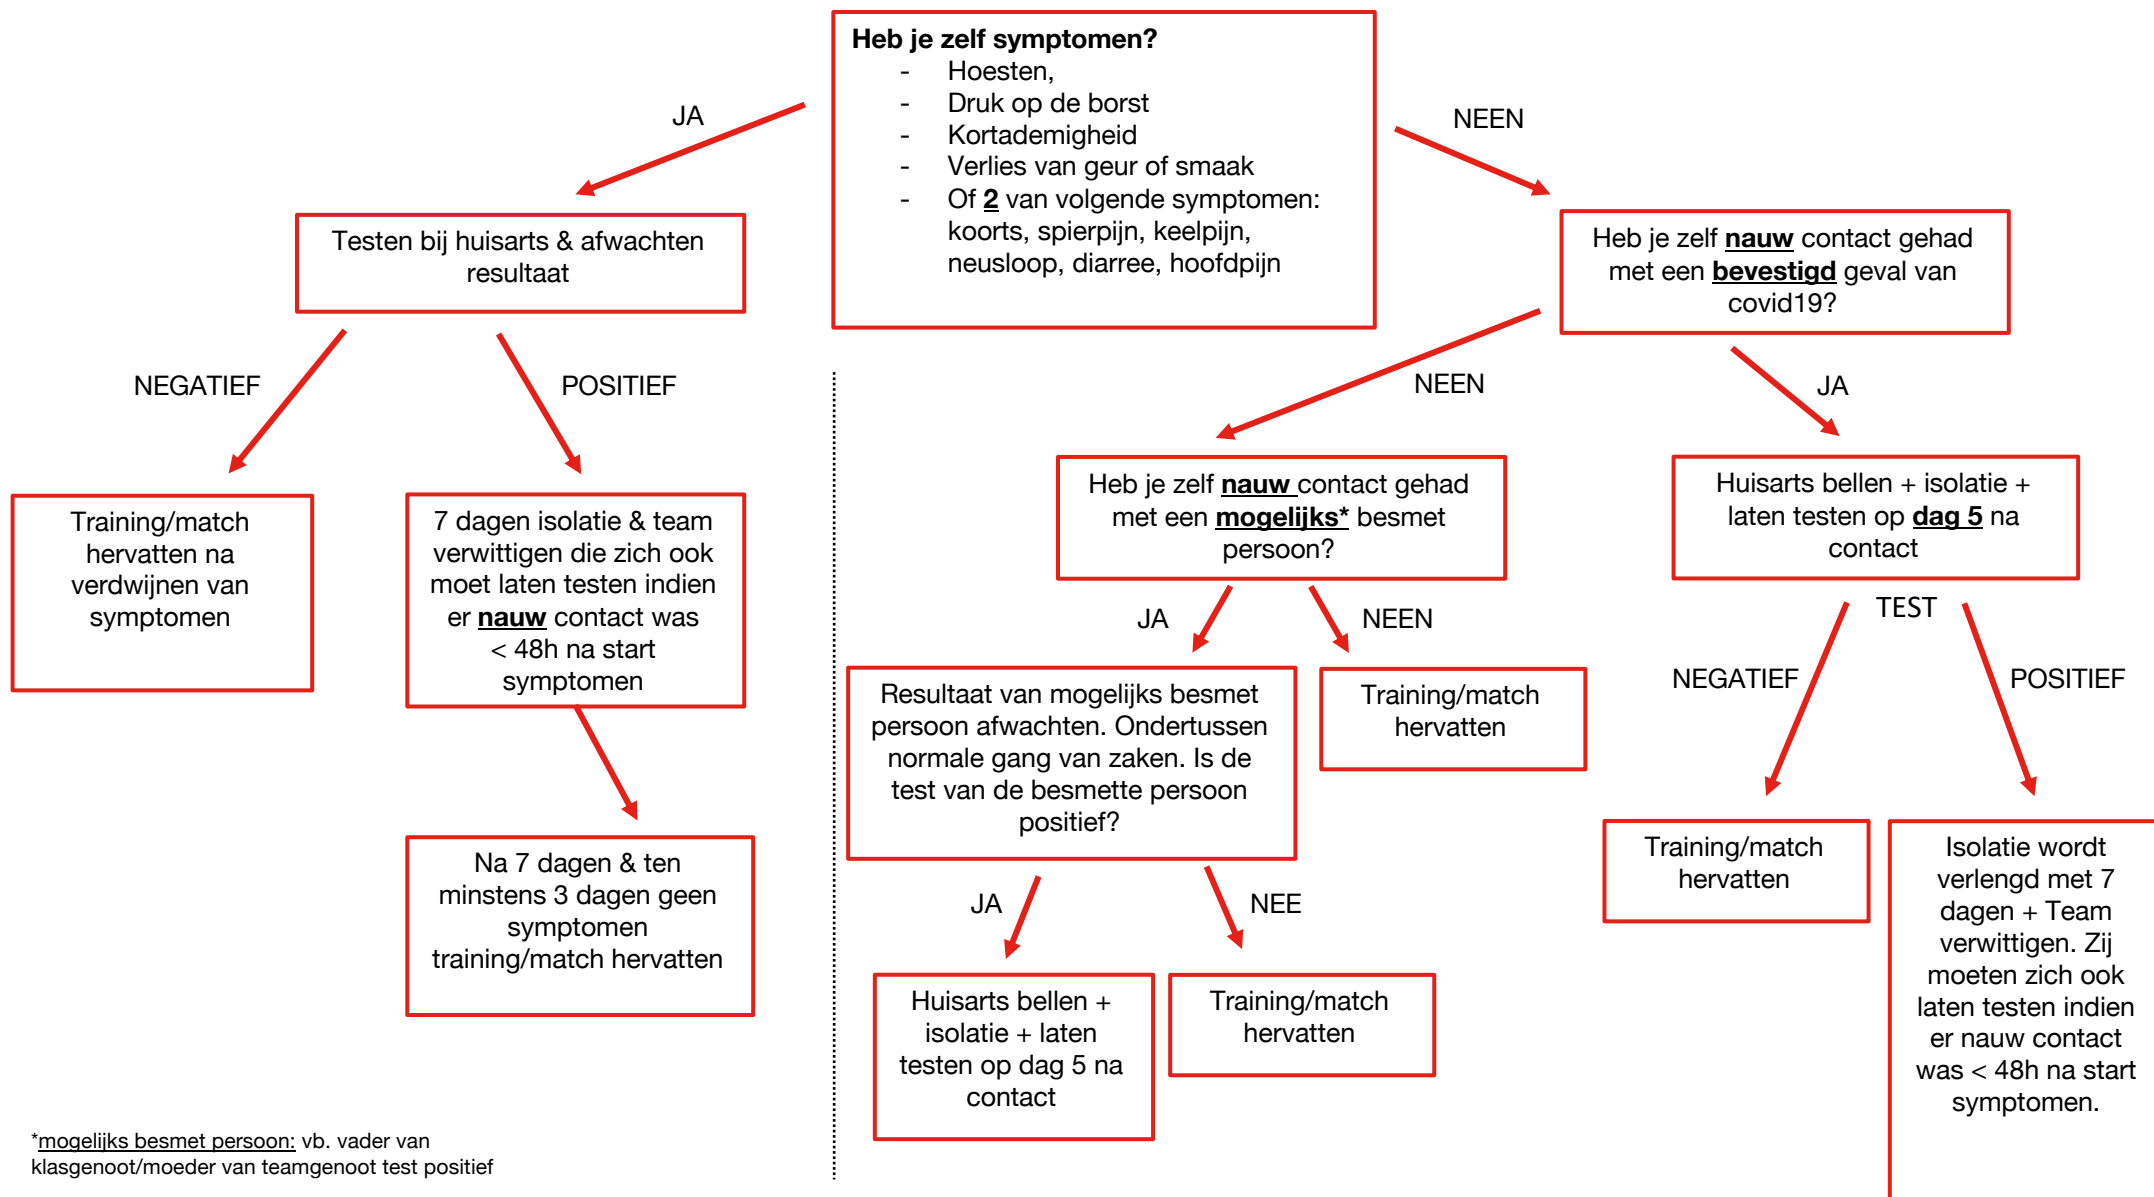 Heb je zelf symptomen?
- Hoesten,
- Druk op de borst
- Kortademigheid
- Verlies van geur of smaak
- Of 2 van volgende symptomen:
koorts, spierpijn, keelpijn,
neusloop, diarree, hoofdpijn
JA
NEEN
Testen bij huisarts & afwachten
resultaat
Heb je zelf nauw contact gehad
met een bevestigd geval van
covid19?
NEGATIEF
POSITIEF
NEEN
JA
Training/match
hervatten na
verdwijnen van
symptomen
7 dagen isolatie & team
verwittigen die zich ook
moet laten testen indien
er nauw contact was
< 48h na start
symptomen
Heb je zelf nauw contact gehad
met een mogelijks* besmet
persoon?
Huisarts bellen + isolatie +
laten testen op dag 5 na
contact
JA
NEEN
TEST
NEGATIEF
POSITIEF
Resultaat van mogelijks besmet
persoon afwachten. Ondertussen
normale gang van zaken. Is de
test van de besmette persoon
positief?
Training/match
hervatten
Na 7 dagen & ten
minstens 3 dagen geen
symptomen
training/match hervatten
JA
NEE
Training/match
hervatten
Isolatie wordt
verlengd met 7
dagen + Team
verwittigen. Zij
moeten zich ook
laten testen indien
er nauw contact
was < 48h na start
symptomen.
Huisarts bellen +
isolatie + laten
testen op dag 5 na
contact
Training/match
hervatten
*mogelijks besmet persoon: vb. vader van
klasgenoot/moeder van teamgenoot test positief